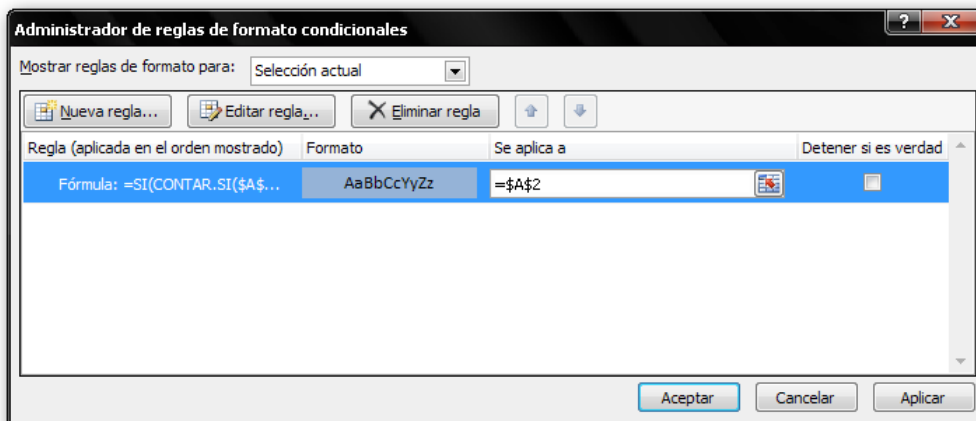 Administrador de reglas de formato condicionales
?
X
Mostrar reglas de formato para: Selección actual
Nueva regla... Editar regla... Eliminar regla
Regla (aplicada en el orden mostrado) Formato Se aplica a Detener si es verdad
Fórmula: =SI(CONTAR.SI($A$... AaBbCcYyZz =$A$2
Aceptar Cancelar Aplicar